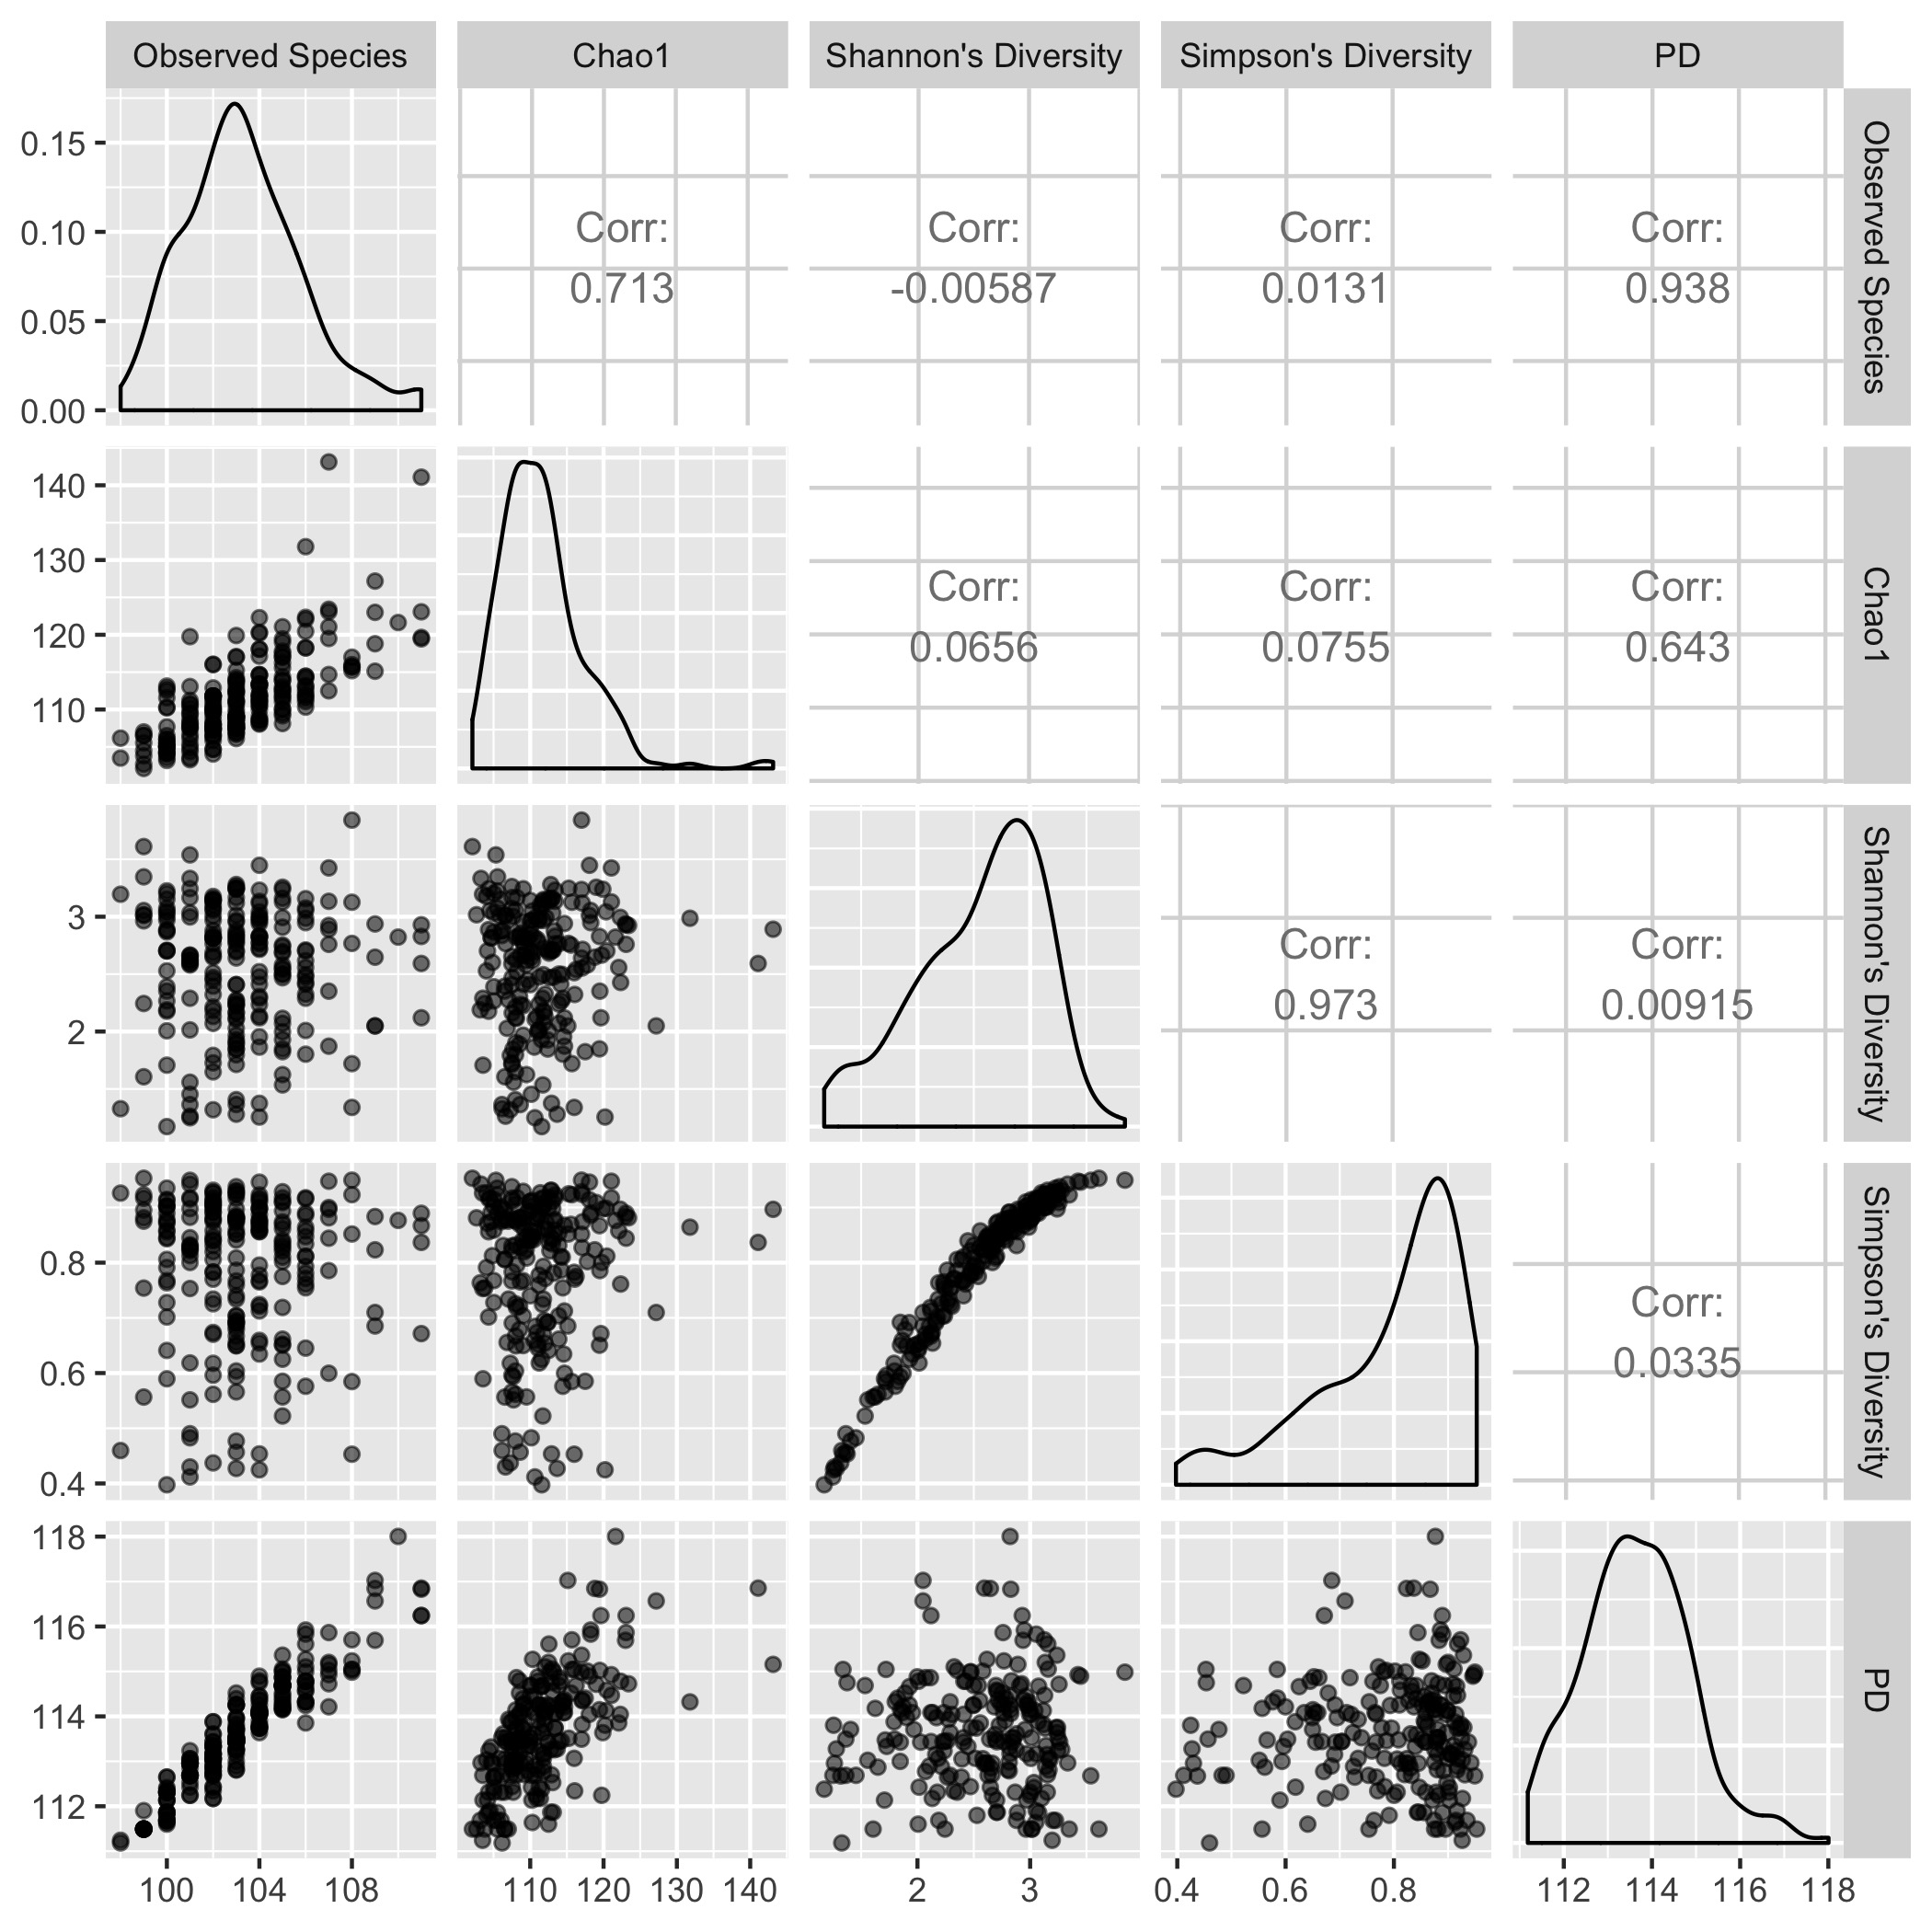 Observed Species
Chao1
Shannon's Diversity
Simpson's Diversity
PD
0.15
0.10
0.05
0.00
Corr:
0.713
Corr:
-0.00587
Corr:
0.0131
Corr:
0.938
Observed Species
140
130
120
110
Corr:
0.0656
Corr:
0.0755
Corr:
0.643
Chao1
3
2
Corr:
0.973
Corr:
0.00915
Shannon's Diversity
0.8
0.6
0.4
Corr:
0.0335
Simpson's Diversity
118
116
114
112
PD
100 104 108
110 120 130 140
2 3
0.4 0.6 0.8
112 114 116 118